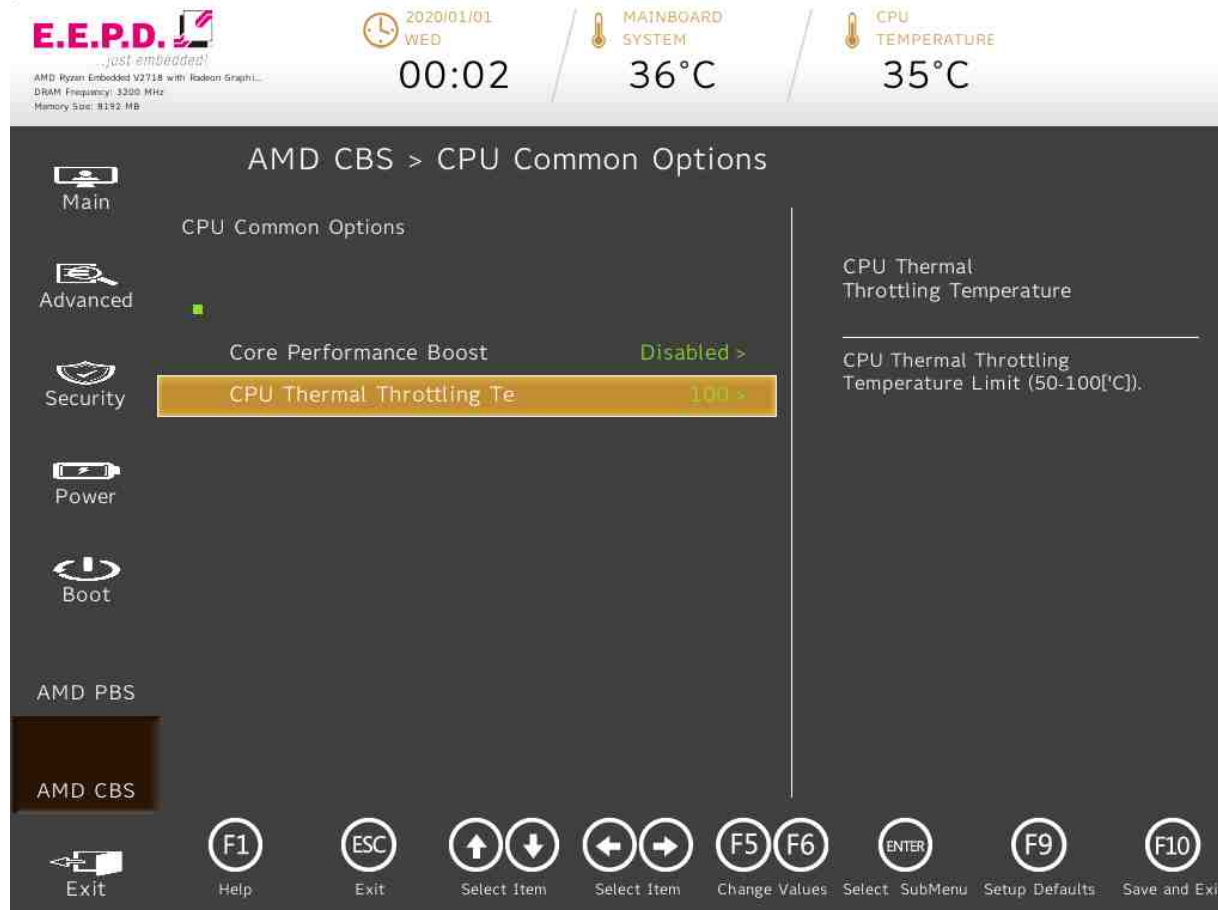 E.E.P.D.
...just embedded!
AMD Ryzen Embedded V2718 with Radeon Graphi...
DRAM Frequency: 3200 MHz
Memory Size: 8192 MB
2020/01/01
WED
00:02
MAINBOARD
SYSTEM
36°C
CPU
TEMPERATURE
35°C
AMD CBS > CPU Common Options
Main
Advanced
Security
Power
Boot
AMD PBS
AMD CBS
Exit
CPU Common Options
Core Performance Boost Disabled >
CPU Thermal Throttling Te 100 >
CPU Thermal
Throttling Temperature
CPU Thermal Throttling
Temperature Limit (50-100['C]).
F1 ESC F5 F6 ENTER F9 F10
Help Exit Select Item Select Item Change Values Select SubMenu Setup Defaults Save and Exi